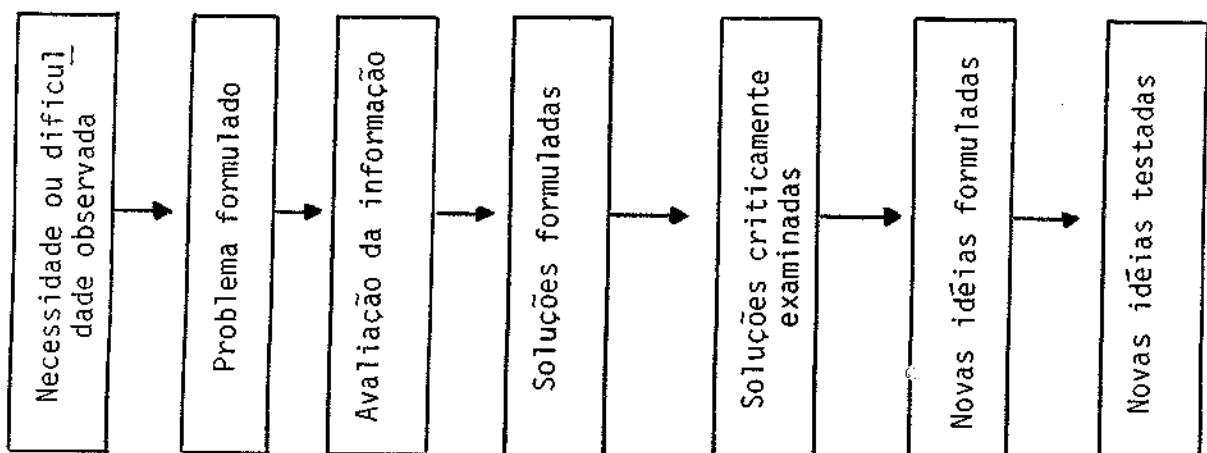 Necessidade ou dificul
dade observada
Problema formulado
Avaliação da informação
Soluções formuladas
Soluções criticamente
examinadas
Novas idéias formuladas
Novas idéias testadas